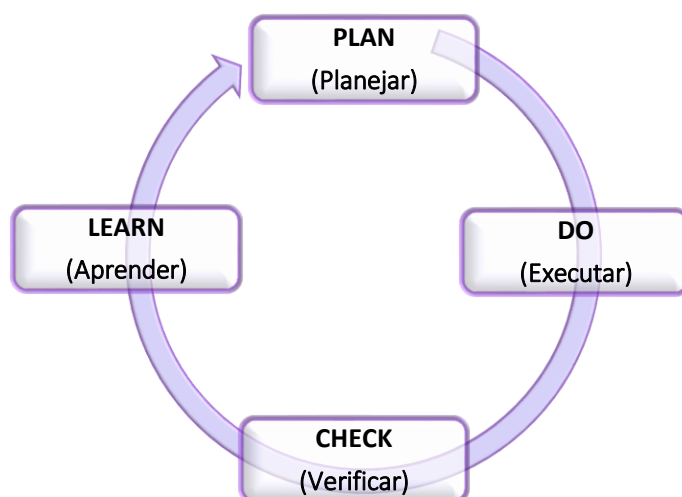 PLAN
(Planejar)
DO
(Executar)
CHECK
(Verificar)
LEARN
(Aprender)